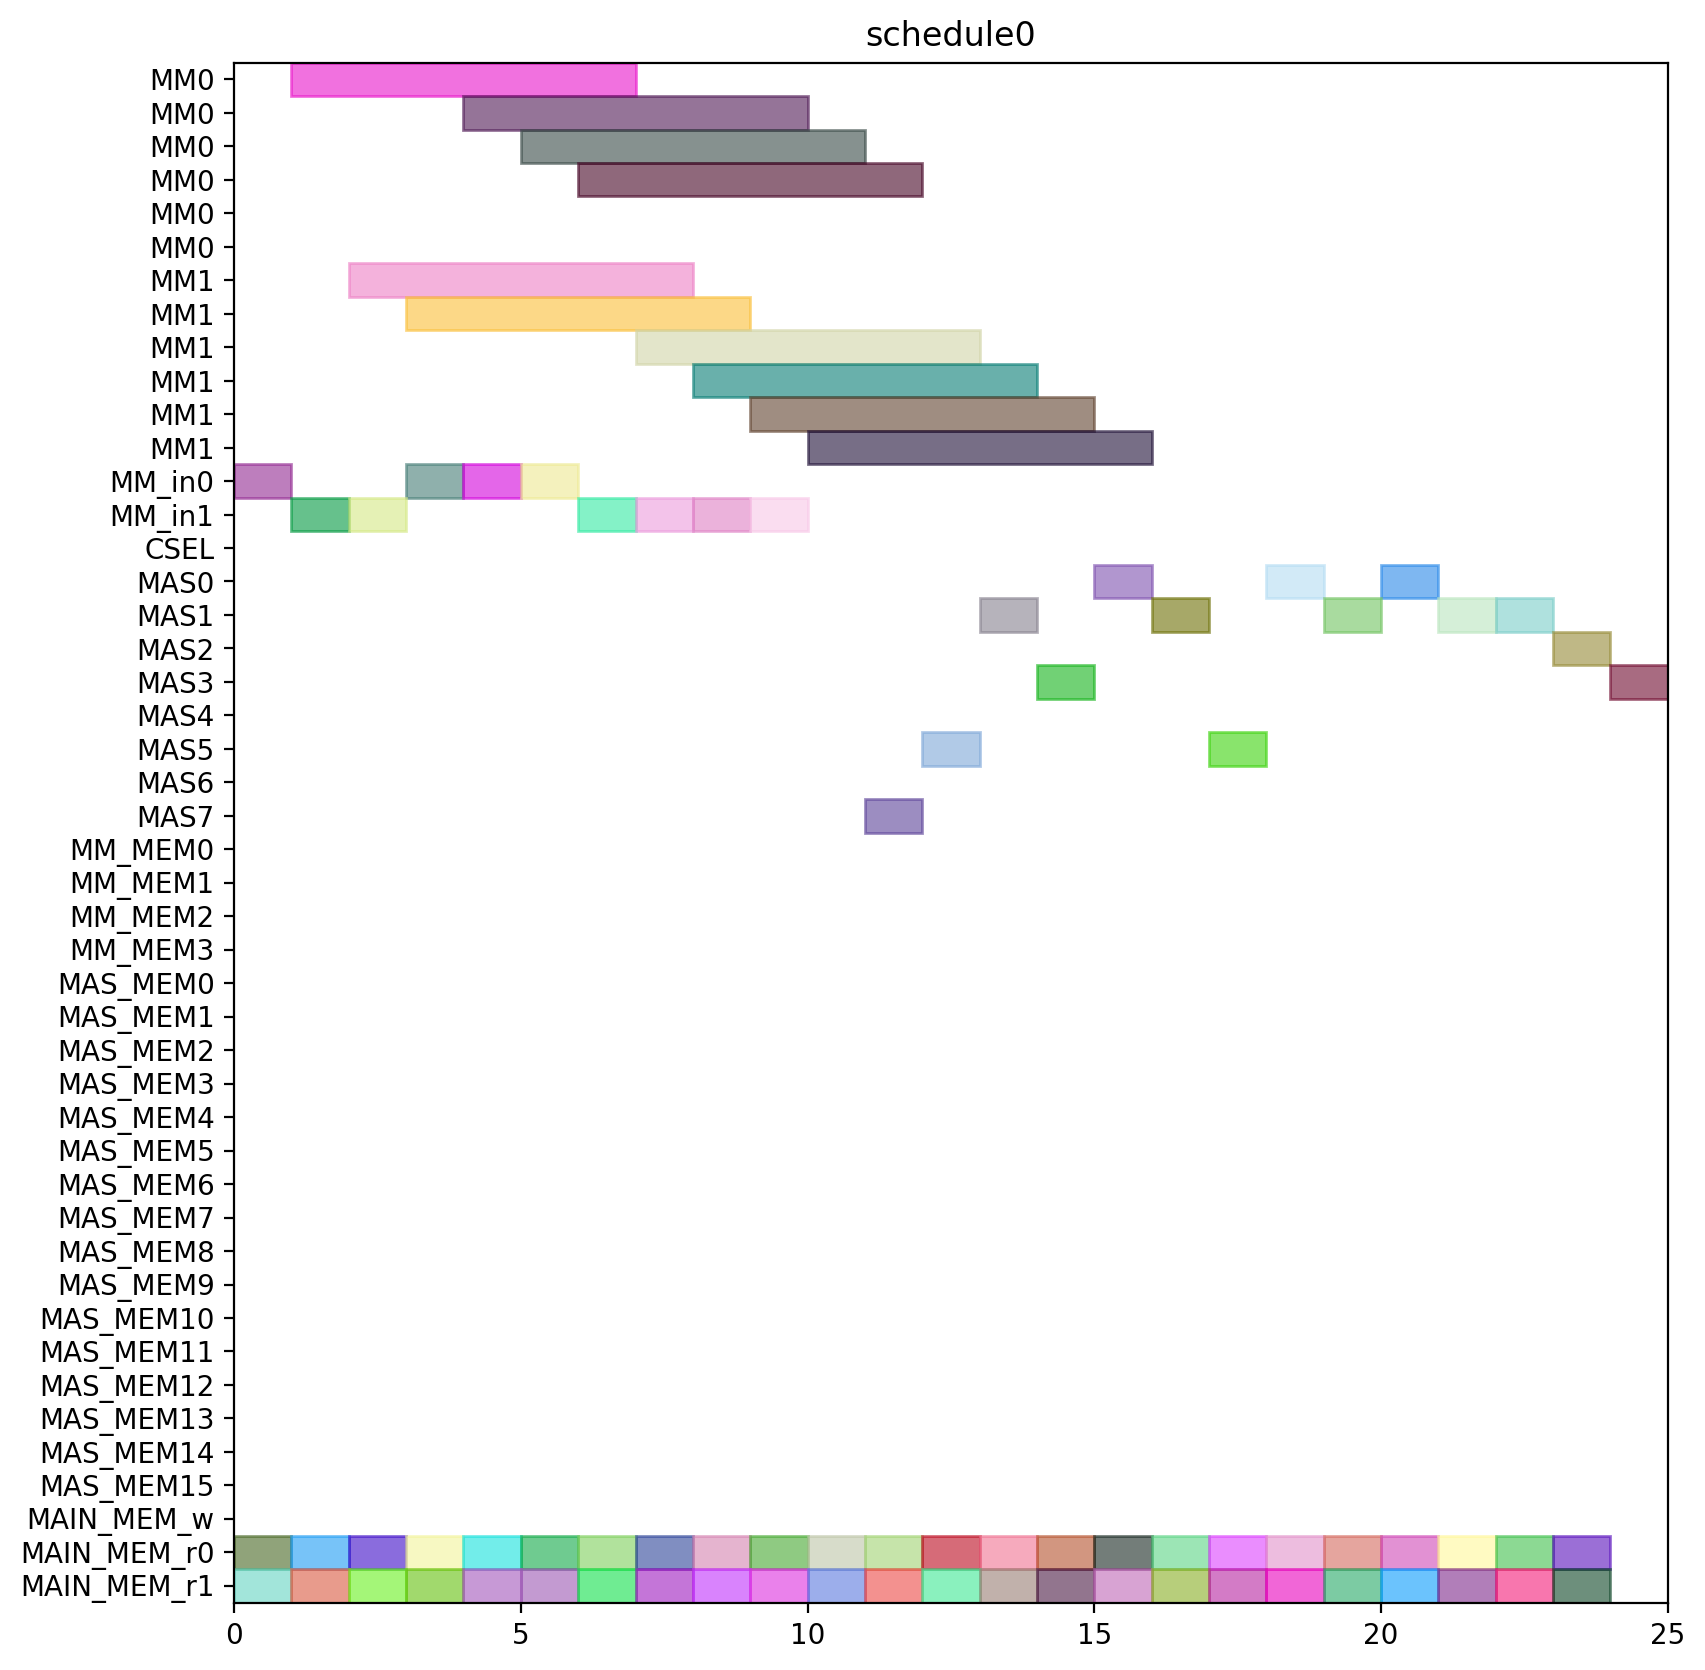 schedule0
MM0
MM0
MM0
MM0
MM0
MM0
MM1
MM1
MM1
MM1
MM1
MM1
MM_in0
MM_in1
CSEL
MAS0
MAS1
MAS2
MAS3
MAS4
MAS5
MAS6
MAS7
MM_MEM0
MM_MEM1
MM_MEM2
MM_MEM3
MAS_MEM0
MAS_MEM1
MAS_MEM2
MAS_MEM3
MAS_MEM4
MAS_MEM5
MAS_MEM6
MAS_MEM7
MAS_MEM8
MAS_MEM9
MAS_MEM10
MAS_MEM11
MAS_MEM12
MAS_MEM13
MAS_MEM14
MAS_MEM15
MAIN_MEM_w
MAIN_MEM_r0
MAIN_MEM_r1
0 5 10 15 20 25